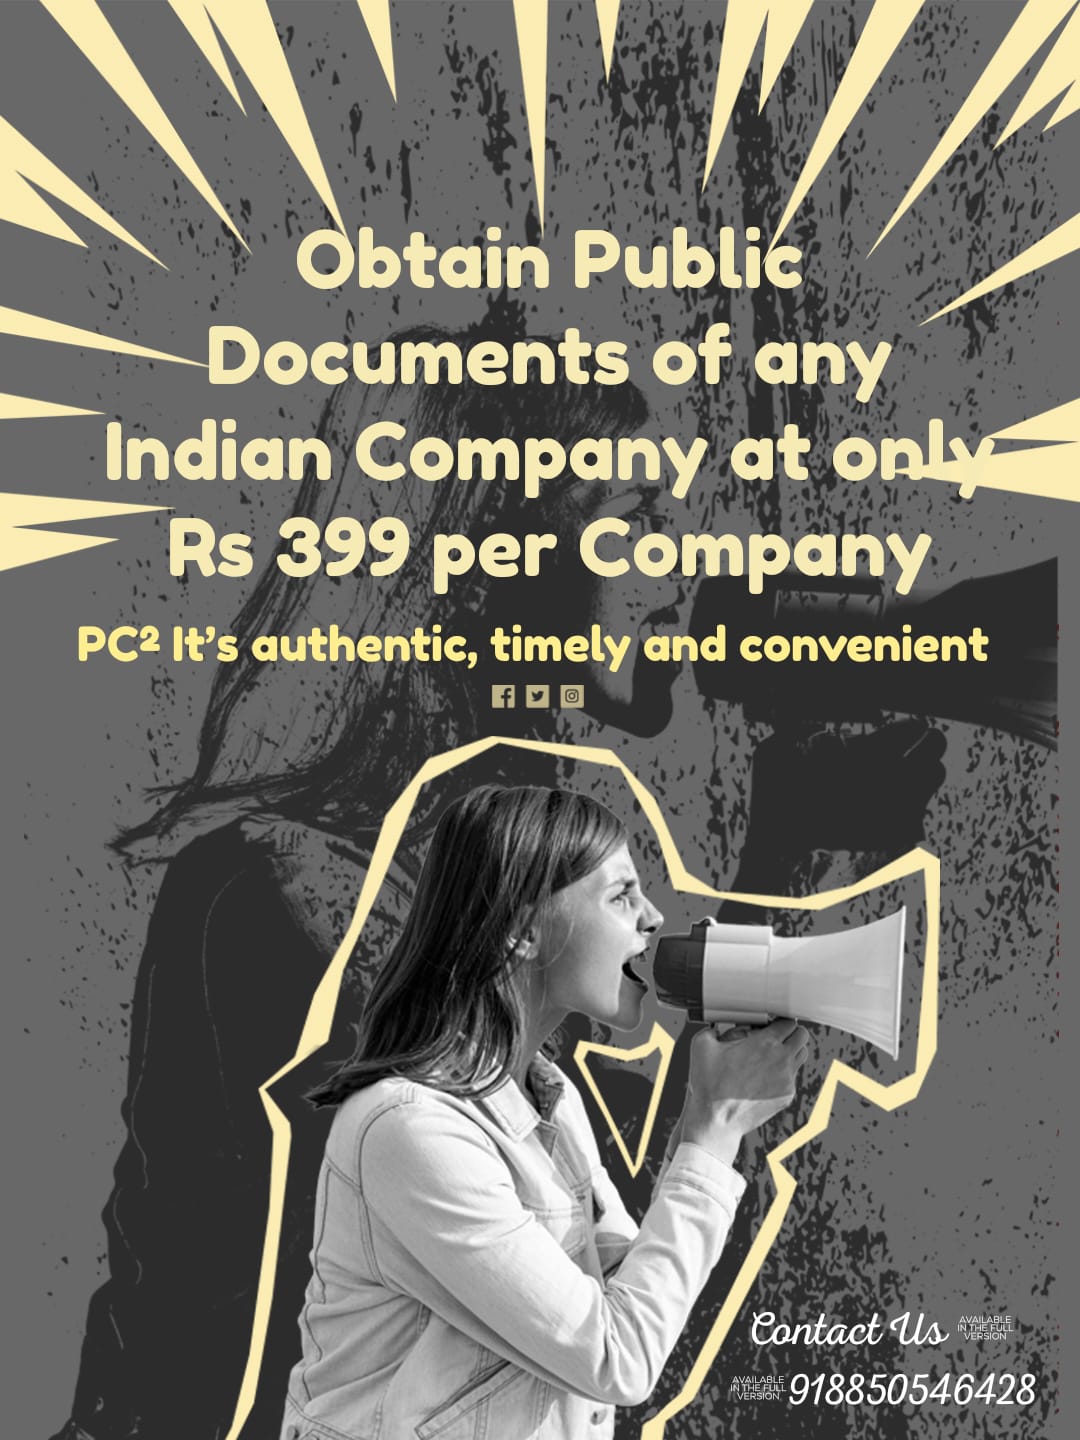 Obtain Public
Documents of any
Indian Company at only
Rs 399 per Company
PC² It's authentic, timely and convenient
Contact Us
AVAILABLE
IN THE FULL
VERSION
AVAILABLE
IN THE FULL
VERSION
918850546428